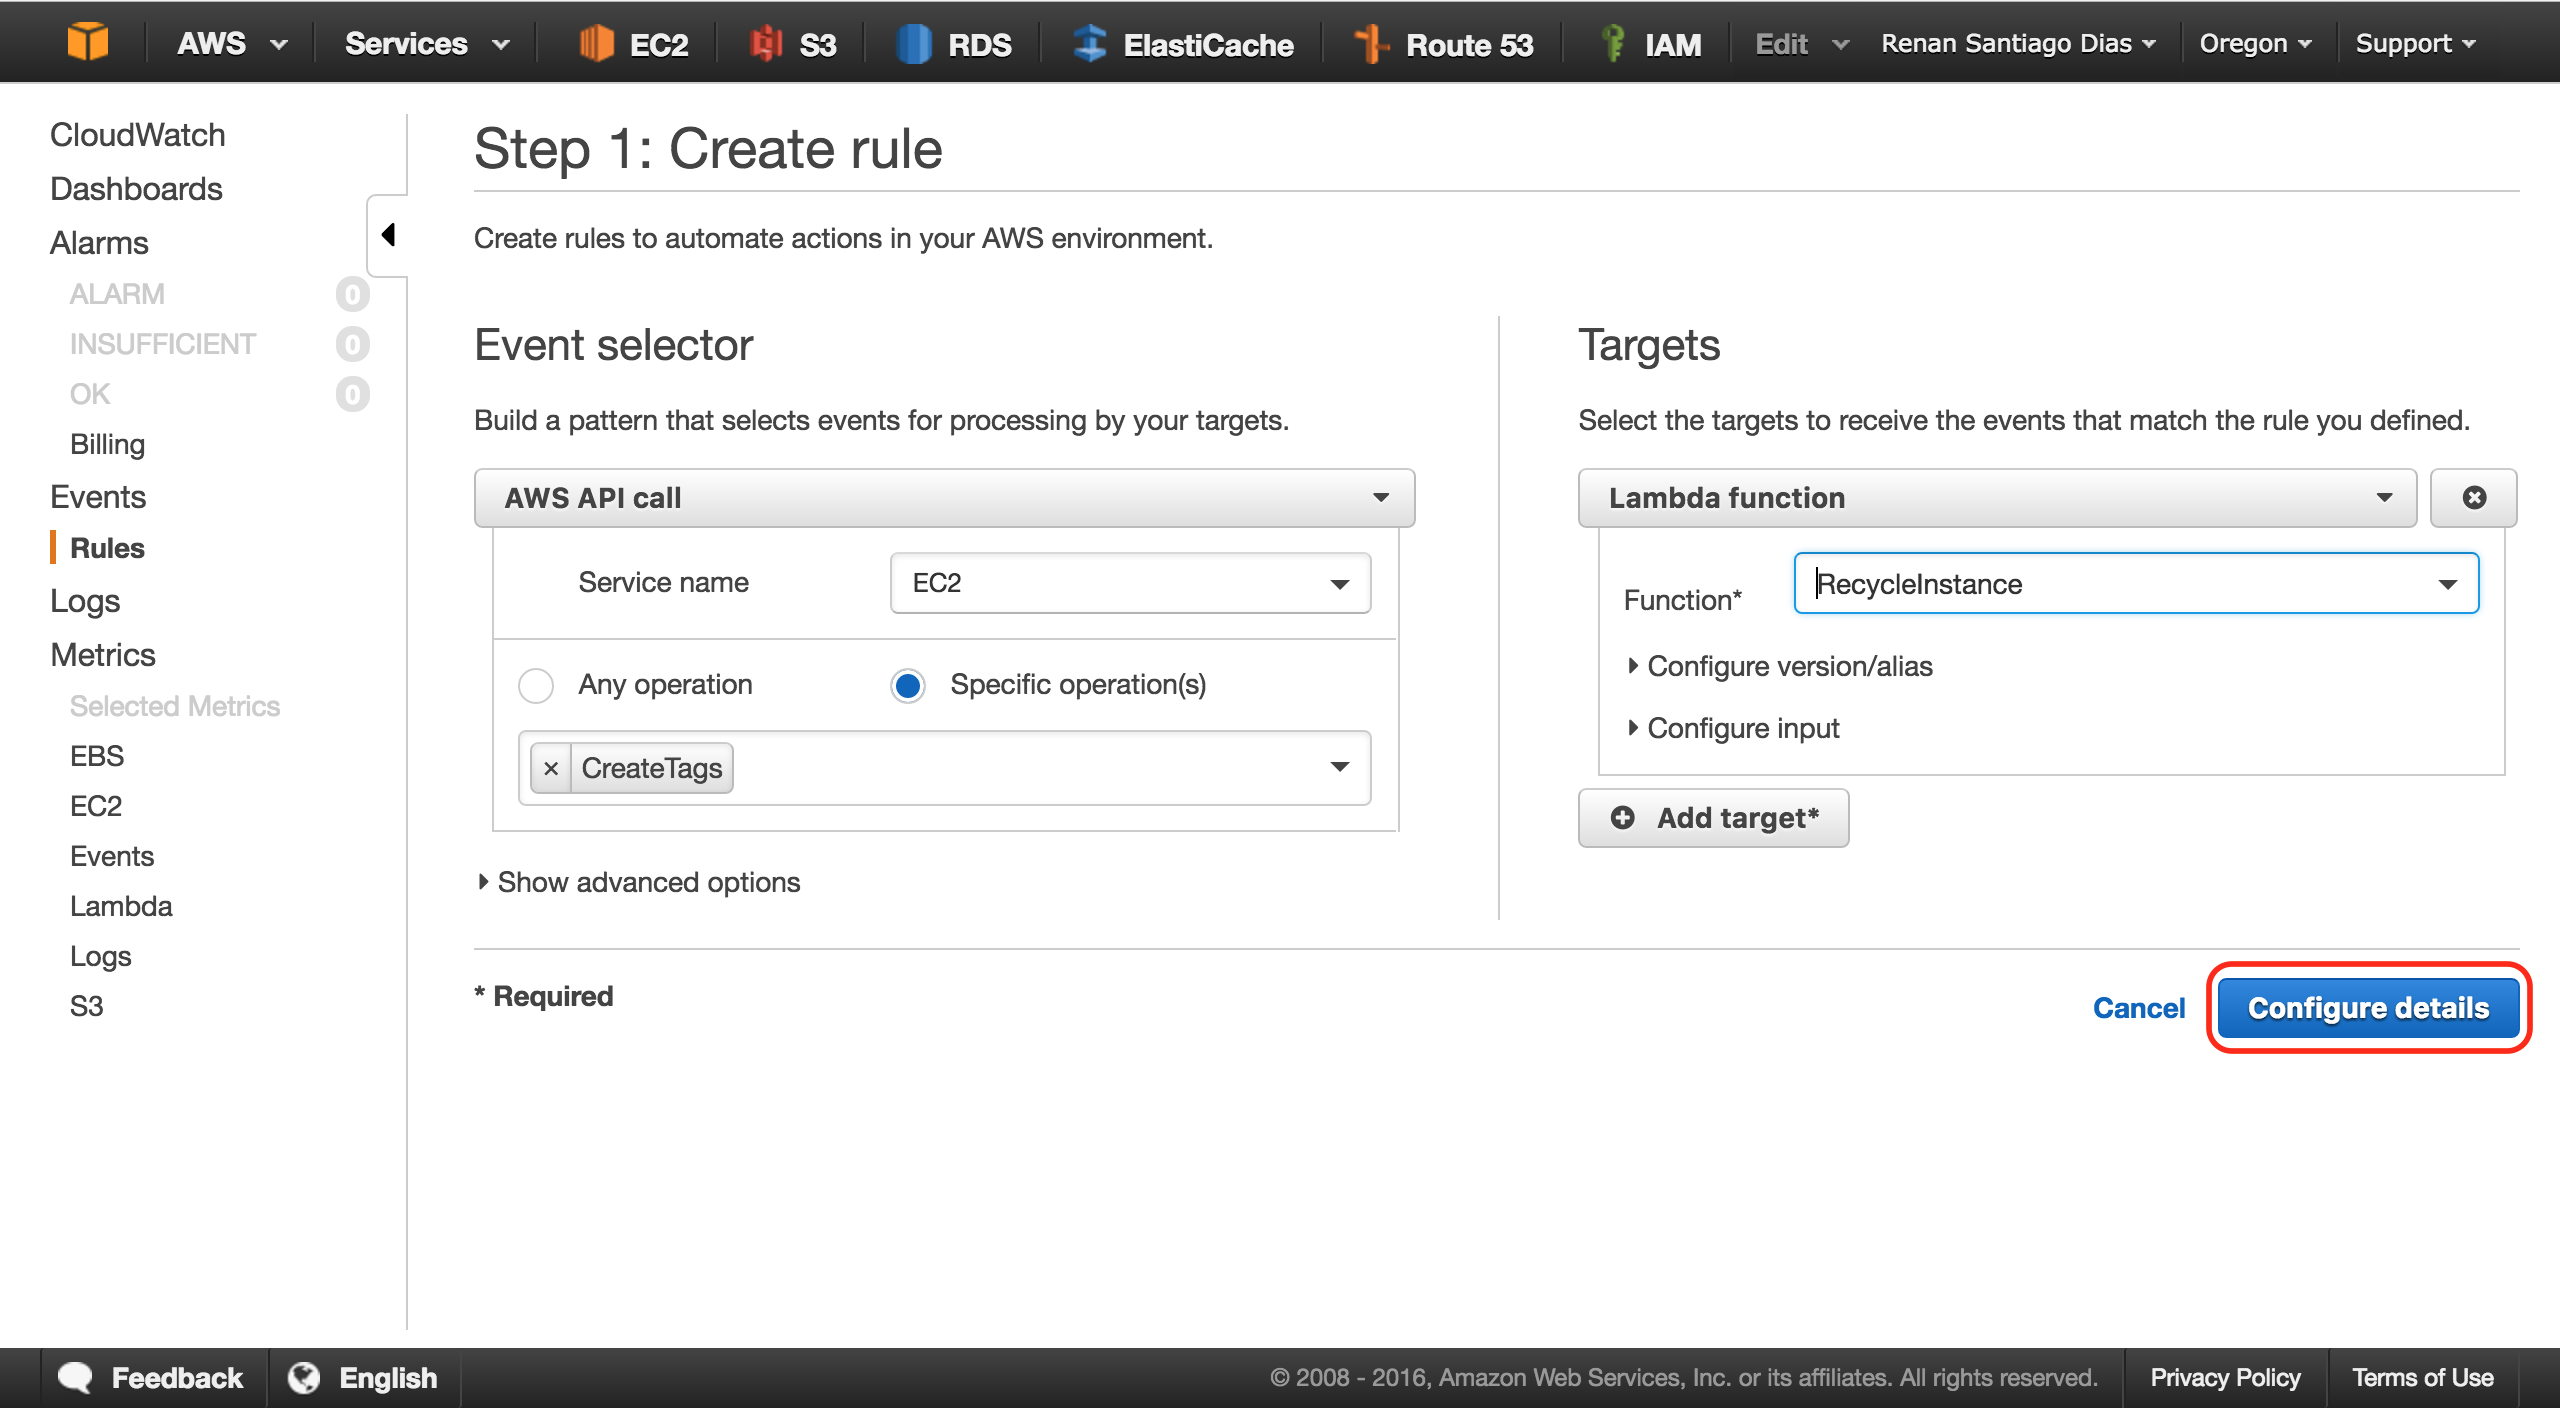 AWS Services EC2 S3 RDS ElastiCache Route 53 IAM Edit Renan Santiago Dias Oregon Support
CloudWatch
Dashboards
Alarms
ALARM 0
INSUFFICIENT 0
OK 0
Billing
Events
Rules
Logs
Metrics
Selected Metrics
EBS
EC2
Events
Lambda
Logs
S3
Step 1: Create rule
Create rules to automate actions in your AWS environment.
Event selector
Build a pattern that selects events for processing by your targets.
AWS API call
Service name EC2
Any operation Specific operation(s)
× CreateTags
Show advanced options
Targets
Select the targets to receive the events that match the rule you defined.
Lambda function
Function* RecycleInstance
Configure version/alias
Configure input
Add target*
* Required
Cancel Configure details
Feedback English © 2008 - 2016, Amazon Web Services, Inc. or its affiliates. All rights reserved. Privacy Policy Terms of Use